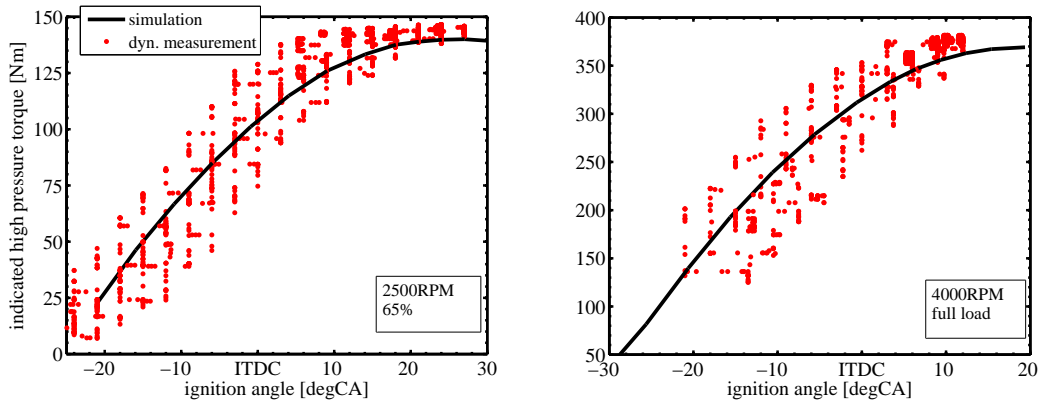 simulation
dyn. measurement
indicated high pressure torque [Nm]
150
125
100
75
50
25
0
−20
−10
ITDC
10
20
30
ignition angle [degCA]
2500RPM
65%
400
350
300
250
200
150
100
50
−30
−20
−10
ITDC
10
20
ignition angle [degCA]
4000RPM
full load